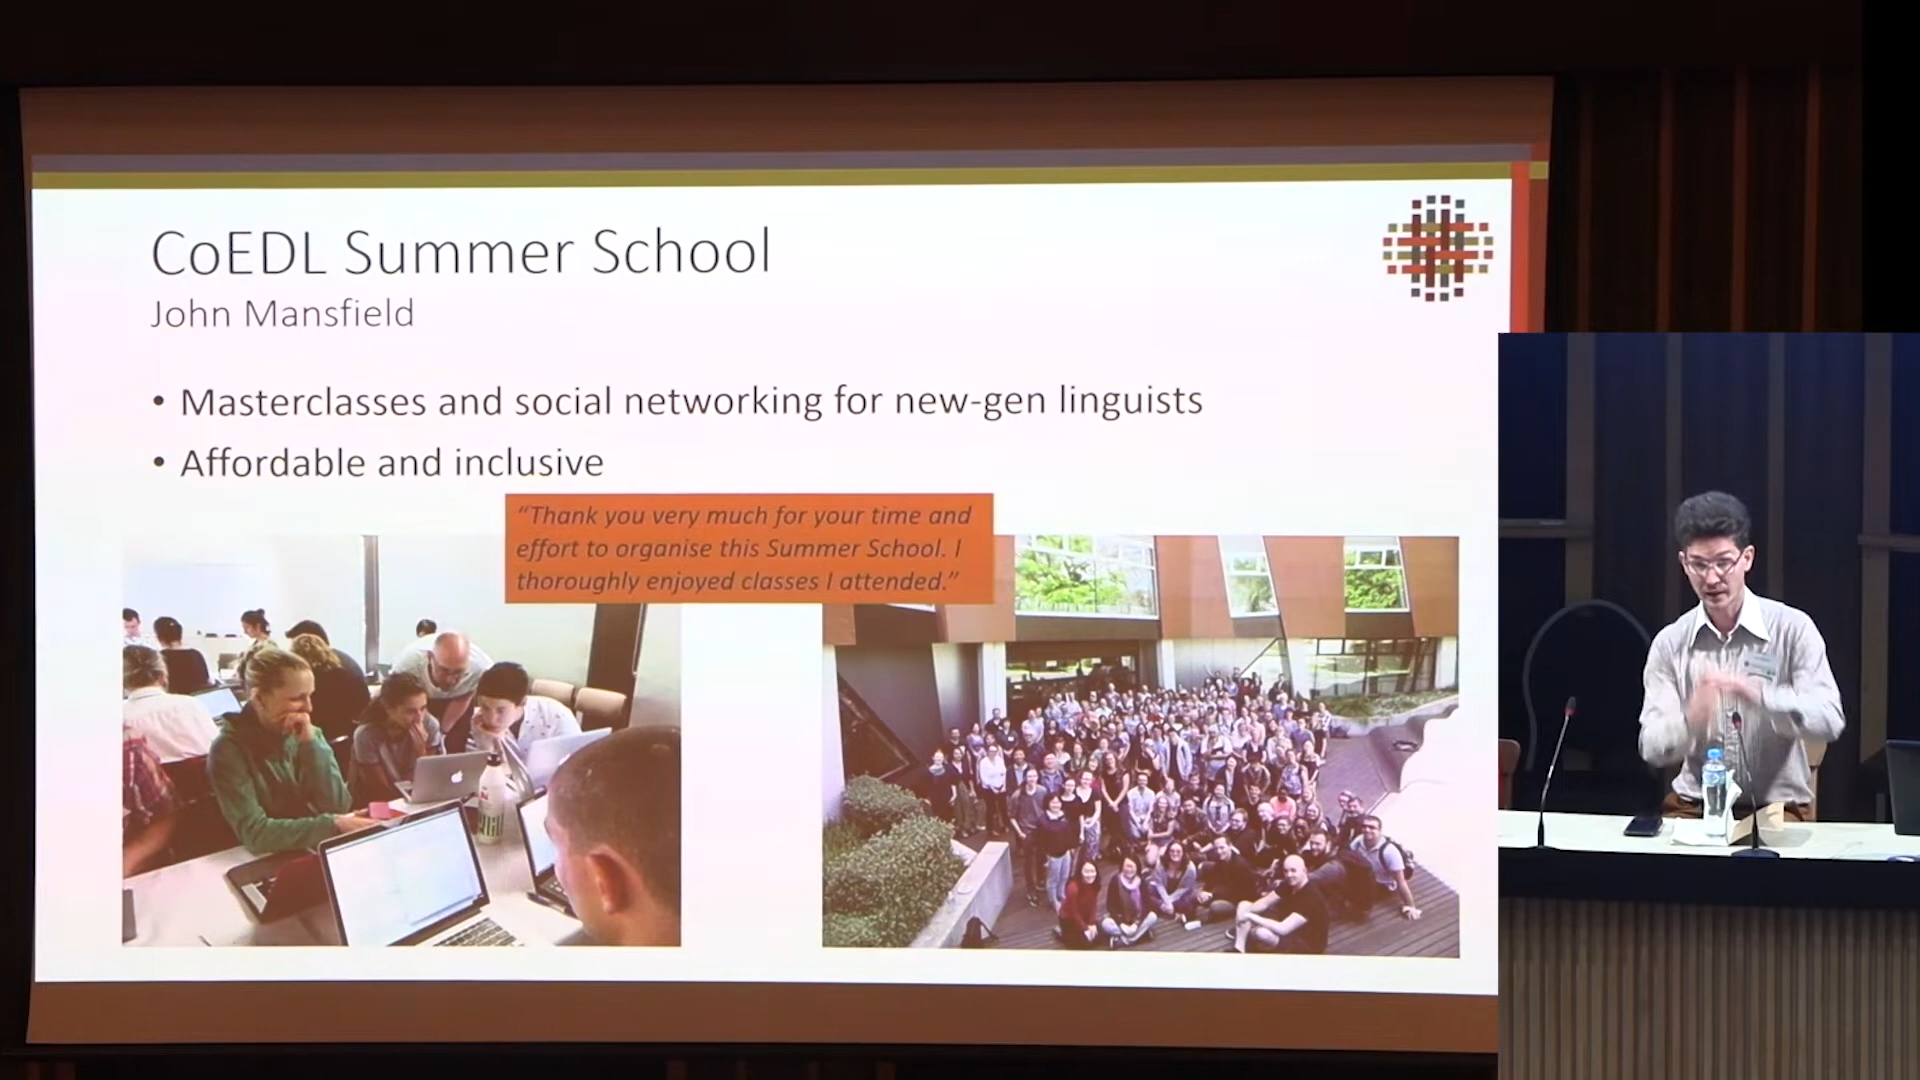 CoEDL Summer School
John Mansfield
• Masterclasses and social networking for new-gen linguists
• Affordable and inclusive
“Thank you very much for your time and
effort to organise this Summer School. I
thoroughly enjoyed classes I attended.”